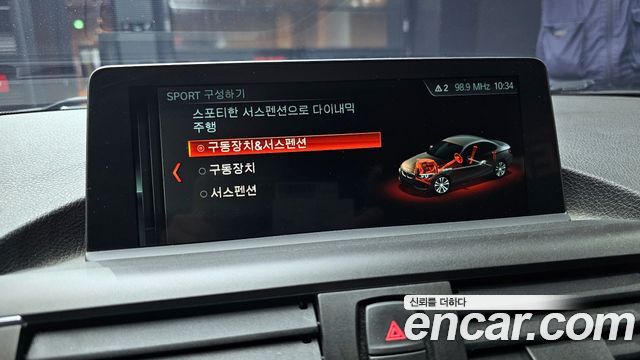 SPORT 구성하기
2 98.9 MHz 10:34
스포티한 서스펜션으로 다이내믹
주행
구동장치&서스펜션
구동장치
서스펜션
신뢰를 더하다
encar.com